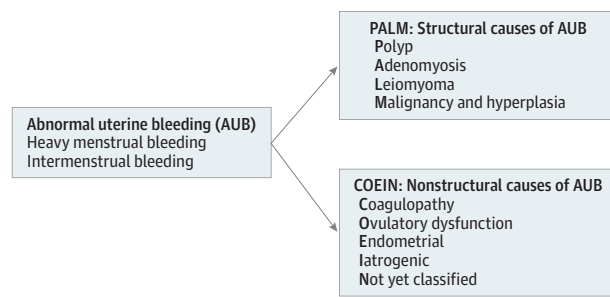 Abnormal uterine bleeding (AUB)
Heavy menstrual bleeding
Intermenstrual bleeding
PALM: Structural causes of AUB
Polyp
Adenomyosis
Leiomyoma
Malignancy and hyperplasia
COEIN: Nonstructural causes of AUB
Coagulopathy
Ovulatory dysfunction
Endometrial
Iatrogenic
Not yet classified